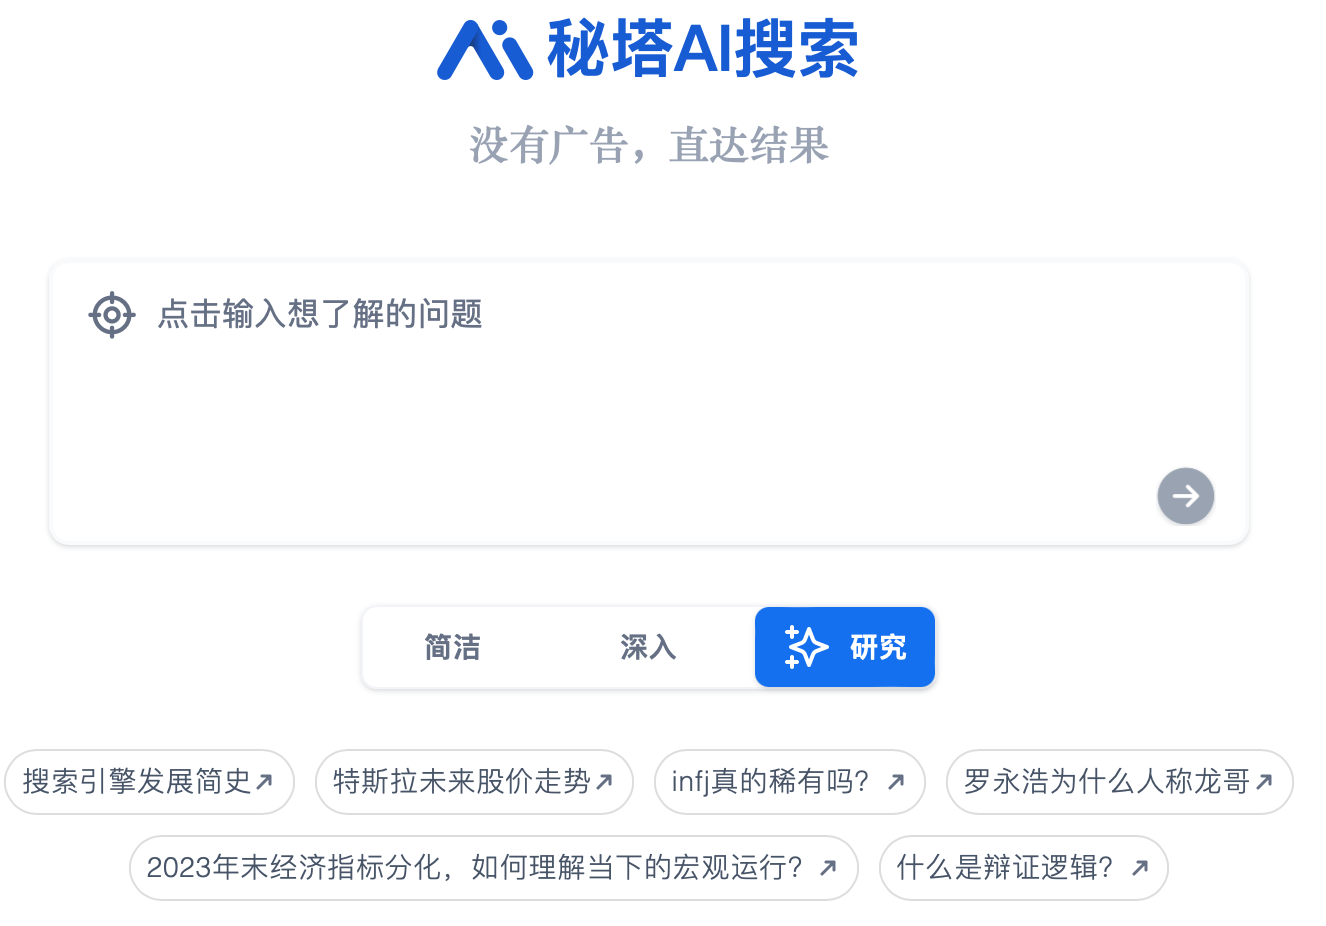 秘塔AI搜索
没有广告，直达结果
点击输入想了解的问题
简洁 深入 研究
搜索引擎发展简史 特斯拉未来股价走势 infj真的稀有吗？ 罗永浩为什么人称龙哥
2023年末经济指标分化，如何理解当下的宏观运行？ 什么是辩证逻辑？